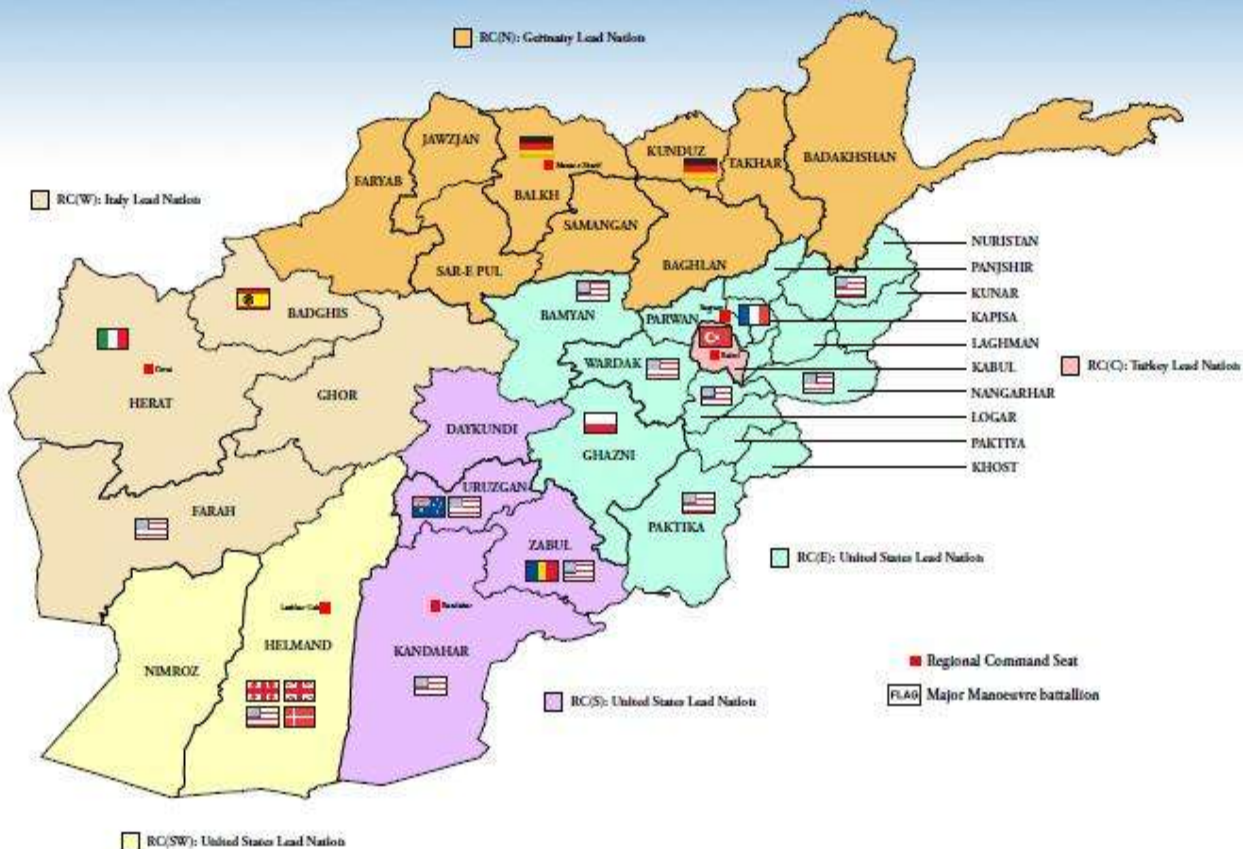 RC(N): Germany Lead Nation
JAWZJAN
KUNDUZ
TAKHAR
BADAKHSHAN
FARYAB
BALKH
RC(W): Italy Lead Nation
SAMANGAN
SAR-E PUL
BAGHLAN
NURISTAN
PANJSHIR
KUNAR
KAPISA
LAGHMAN
KABUL
NANGARHAR
LOGAR
PAKTIYA
KHOST
RC(C): Turkey Lead Nation
BADGHIS
BAMYAN
PARWAN
WARDAK
HERAT
GHOR
DAYKUNDI
GHAZNI
URUZGAN
FARAH
PAKTIKA
ZABUL
RC(E): United States Lead Nation
HELMAND
KANDAHAR
NIMROZ
Regional Command Seat
FLAG Major Manoeuvre battallion
RC(S): United States Lead Nation
RC(SW): United States Lead Nation